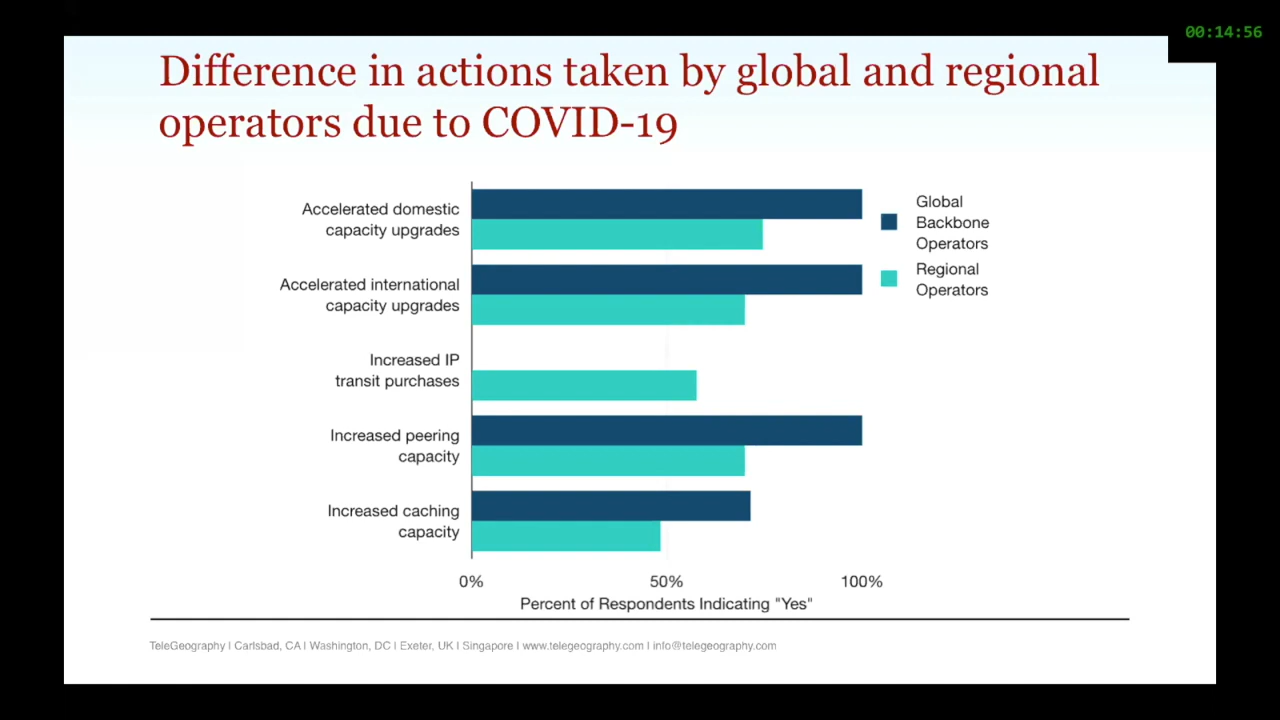 00:14:56
Difference in actions taken by global and regional
operators due to COVID-19
Accelerated domestic
capacity upgrades
Accelerated international
capacity upgrades
Increased IP
transit purchases
Increased peering
capacity
Increased caching
capacity
Global
Backbone
Operators
Regional
Operators
0%
50%
100%
Percent of Respondents Indicating "Yes"
TeleGeography I Carlsbad, CA I Washington, DC I Exeter, UK I Singapore I www.telegeography.com I info@telegeography.com